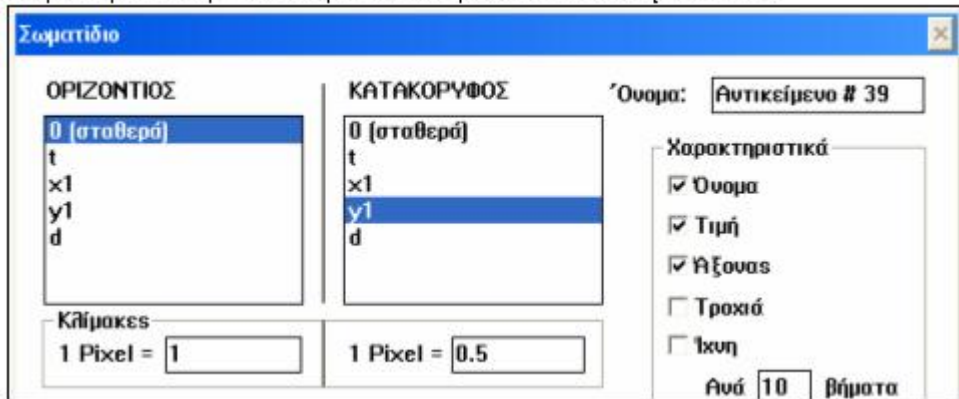 Σωματίδιο
ΟΡΙΖΟΝΤΙΟΣ
0 (σταθερά)
t
x1
y1
d
ΚΑΤΑΚΟΡΥΦΟΣ
0 (σταθερά)
t
x1
y1
d
Όνομα: Αντικείμενο # 39
Χαρακτηριστικά
Όνομα
Τιμή
Άξονας
Τροχιά
Ίχνη
Ανά 10 βήματα
Κλίμακες
1 Pixel = 1
1 Pixel = 0.5